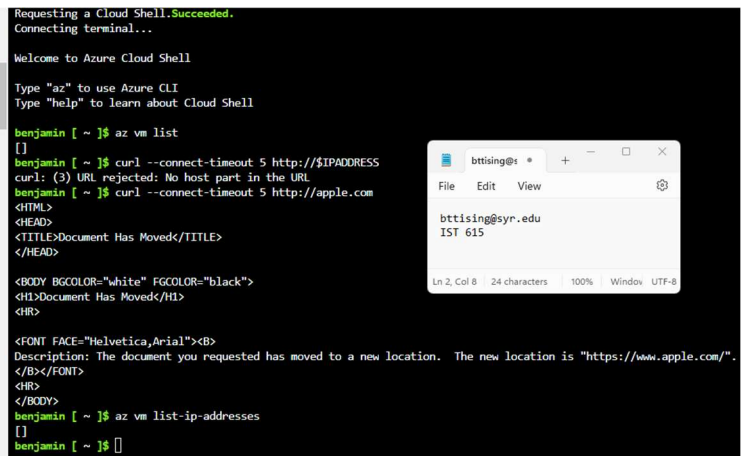 Requesting a Cloud Shell.Succeeded.
Connecting terminal...
Welcome to Azure Cloud Shell
Type "az" to use Azure CLI
Type "help" to learn about Cloud Shell
benjamin [ ~ ]$ az vm list
[]
benjamin [ ~ ]$ curl --connect-timeout 5 http://$IPADDRESS
curl: (3) URL rejected: No host part in the URL
benjamin [ ~ ]$ curl --connect-timeout 5 http://apple.com
<HTML>
<HEAD>
<TITLE>Document Has Moved</TITLE>
</HEAD>
<BODY BGCOLOR="white" FGCOLOR="black">
<H1>Document Has Moved</H1>
<HR>
<FONT FACE="Helvetica,Arial"><B>
Description: The document you requested has moved to a new location.  The new location is "https://www.apple.com/".
</B></FONT>
<HR>
</BODY>
benjamin [ ~ ]$ az vm list-ip-addresses
[]
benjamin [ ~ ]$
bttising@s
File Edit View
bttising@syr.edu
IST 615
Ln 2, Col 8 24 characters 100% Window UTF-8